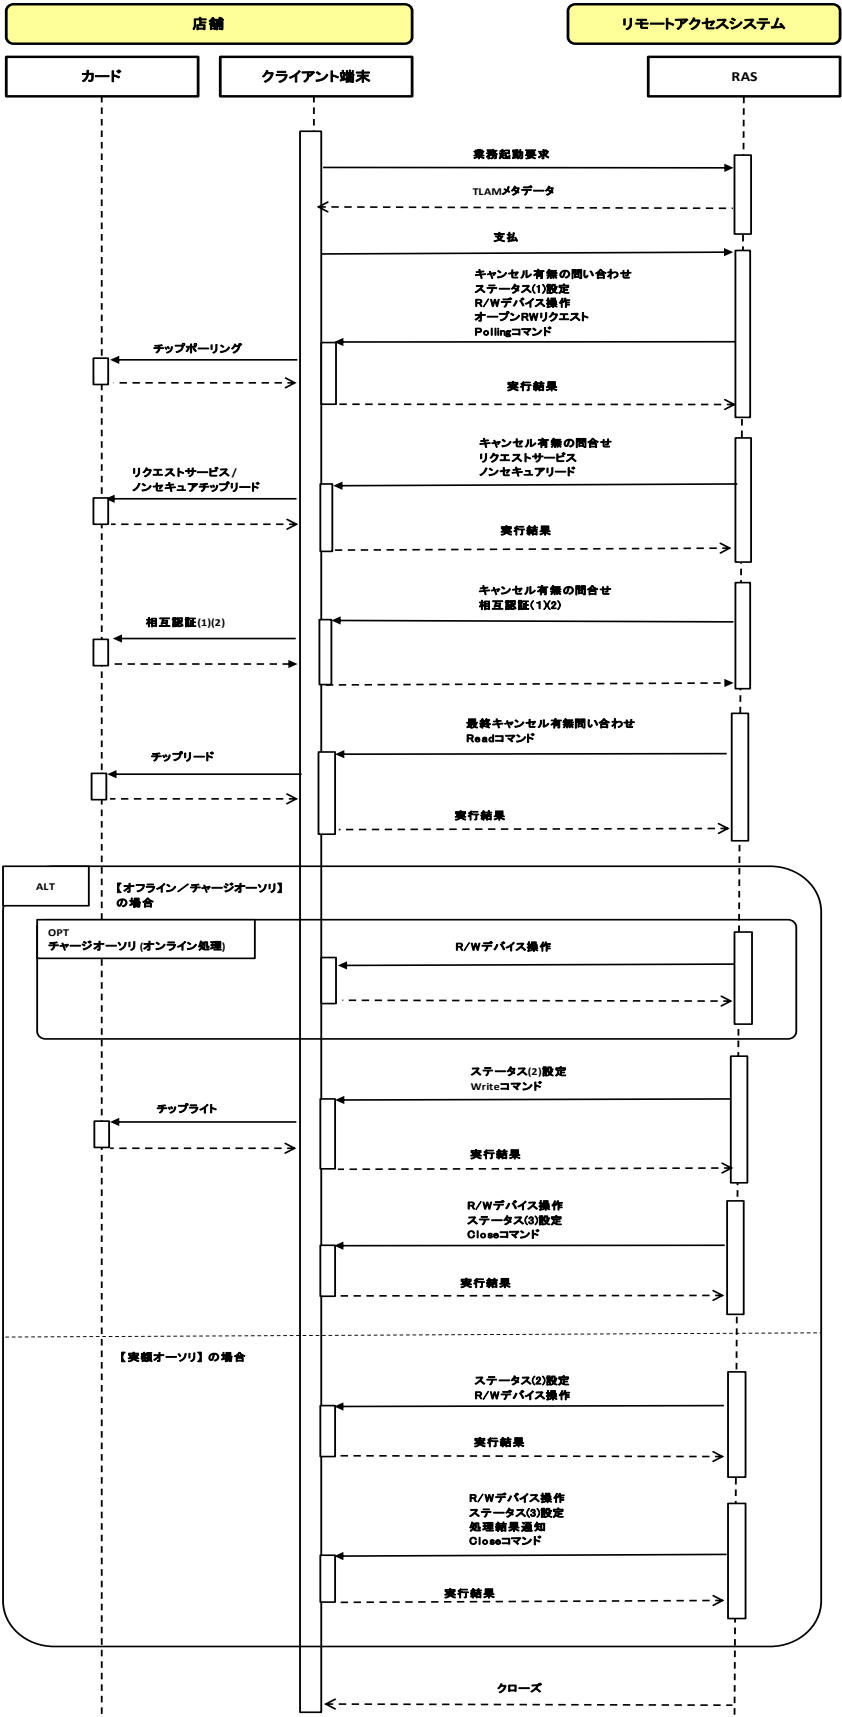 店舗
リモートアクセスシステム
カード
クライアント端末
RAS
業務起動要求
TLAMメタデータ
支払
キャンセル有無の問い合わせ
ステータス(1)設定
R/Wデバイス操作
オープンRWリクエスト
Pollingコマンド
チップポーリング
実行結果
キャンセル有無の問合せ
リクエストサービス
ノンセキュアリード
リクエストサービス/
ノンセキュアチップリード
実行結果
キャンセル有無の問合せ
相互認証(1)(2)
相互認証(1)(2)
最終キャンセル有無問い合わせ
Readコマンド
チップリード
実行結果
ALT
【オフライン／チャージオーソリ】
の場合
OPT
チャージオーソリ(オンライン処理)
R/Wデバイス操作
ステータス(2)設定
Writeコマンド
チップライト
実行結果
R/Wデバイス操作
ステータス(3)設定
Closeコマンド
実行結果
【実額オーソリ】の場合
ステータス(2)設定
R/Wデバイス操作
実行結果
R/Wデバイス操作
ステータス(3)設定
処理結果通知
Closeコマンド
実行結果
クローズ